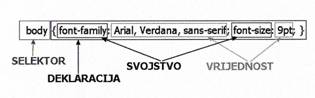 body {font-family: Arial, Verdana, sans-serif; font-size: 9pt; }
SELEKTOR
SVOJSTVO
VRIJEDNOST
DEKLARACIJA